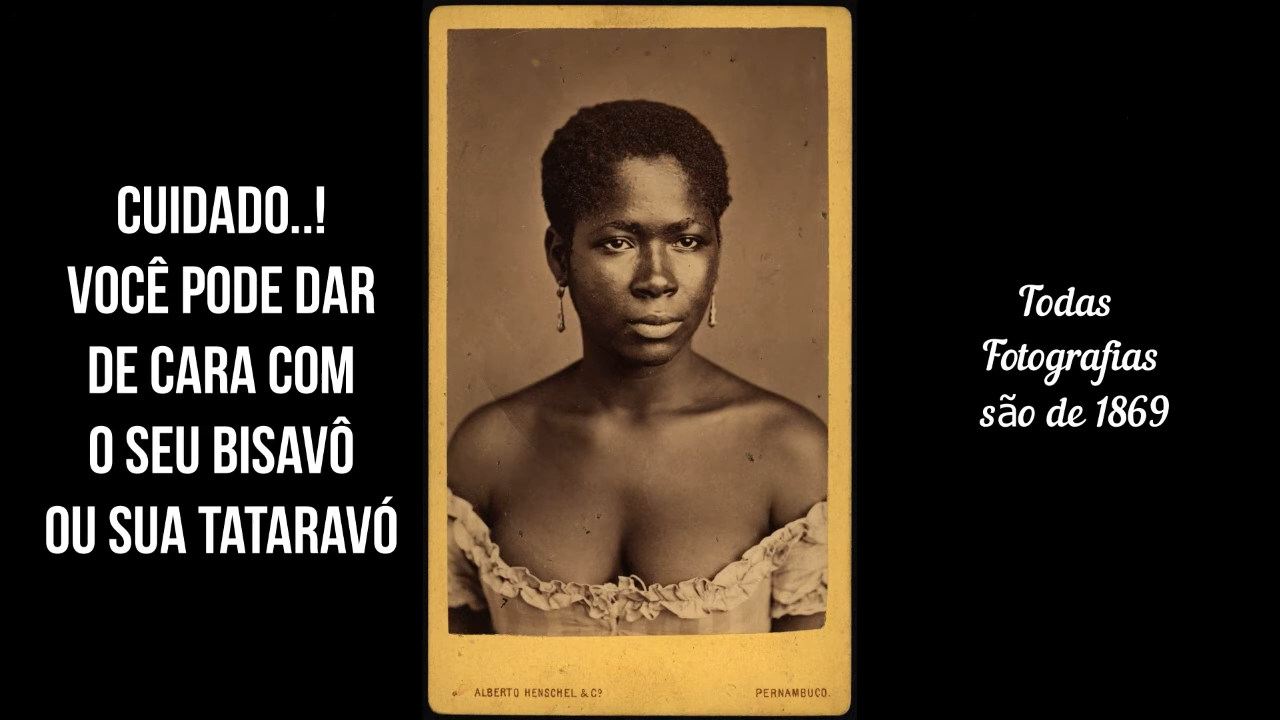 CUIDADO..!
VOCÊ PODE DAR
DE CARA COM
O SEU BISAVÔ
OU SUA TATARAVÓ
Todas
Fotografias
são de 1869
ALBERTO HENSCHEL & Cº
PERNAMBUCO.